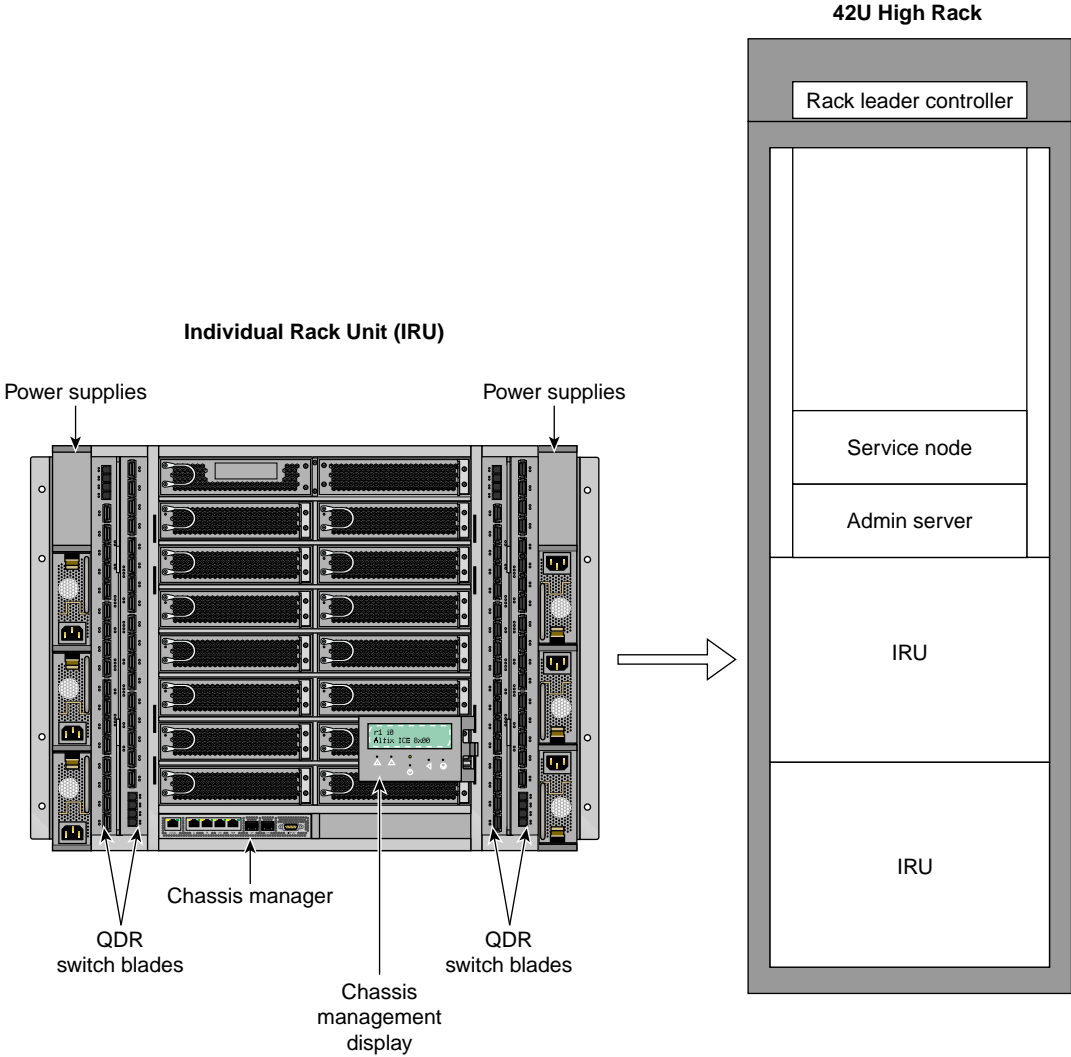 42U High Rack
Rack leader controller
Individual Rack Unit (IRU)
Power supplies
Power supplies
Service node
Admin server
IRU
r1 i0
Altix ICE 8x00
IRU
Chassis manager
QDR
switch blades
QDR
switch blades
Chassis
management
display